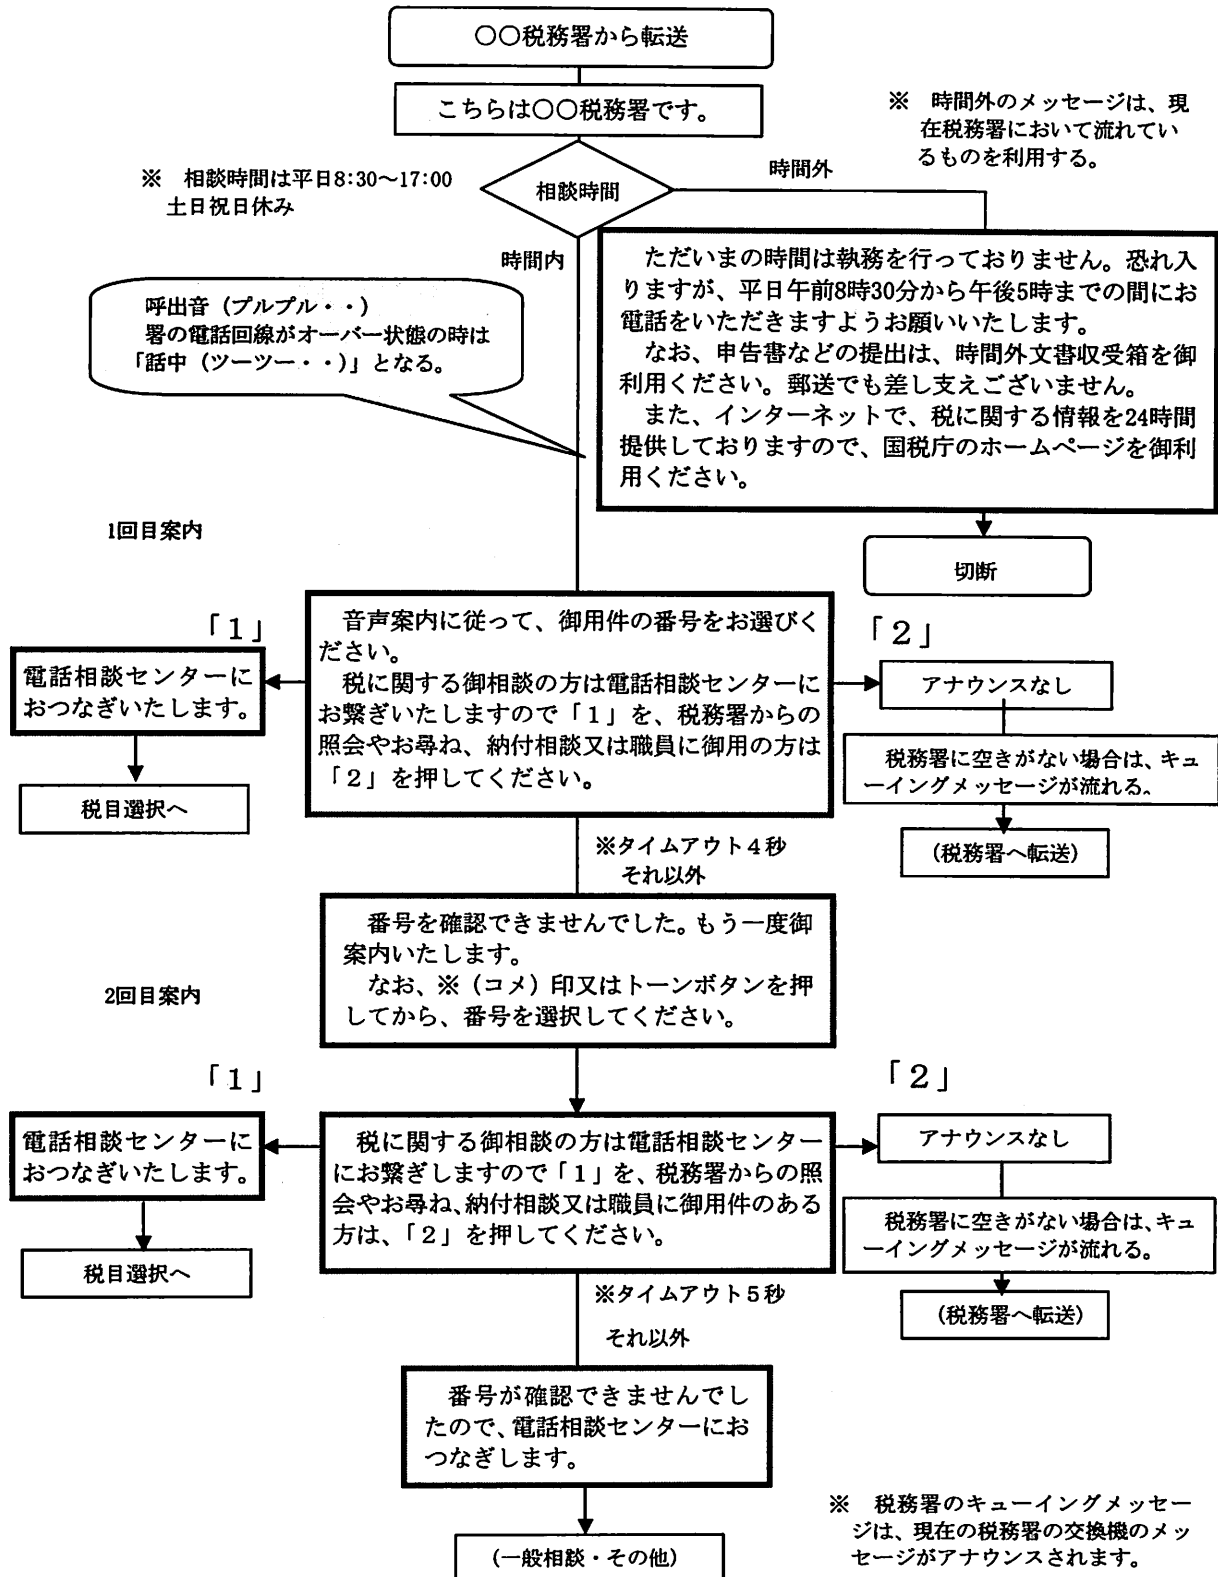 〇〇税務署から転送
こちらは〇〇税務署です。
※　時間外のメッセージは、現
在税務署において流れてい
るものを利用する。
※　相談時間は平日8:30～17:00
土日祝日休み
相談時間
時間外
時間内
ただいまの時間は執務を行っておりません。恐れ入
りますが、平日午前8時30分から午後5時までの間にお
電話をいただきますようお願いいたします。
なお、申告書などの提出は、時間外文書収受箱を御
利用ください。郵送でも差し支えございません。
また、インターネットで、税に関する情報を24時間
提供しておりますので、国税庁のホームページを御利
用ください。
呼出音（プルプル・・）
署の電話回線がオーバー状態の時は
「話中（ツーツー・・）」となる。
切断
1回目案内
「1」
電話相談センターに
おつなぎいたします。
税目選択へ
音声案内に従って、御用件の番号をお選びく
ださい。
税に関する御相談の方は電話相談センターに
お繋ぎいたしますので「1」を、税務署からの
照会やお尋ね、納付相談又は職員に御用の方は
「2」を押してください。
「2」
アナウンスなし
税務署に空きがない場合は、キュ
ーイングメッセージが流れる。
(税務署へ転送)
※タイムアウト4秒
それ以外
番号を確認できませんでした。もう一度御
案内いたします。
なお、※（コメ）印又はトーンボタンを押
してから、番号を選択してください。
2回目案内
「1」
電話相談センターに
おつなぎいたします。
税目選択へ
税に関する御相談の方は電話相談センター
にお繋ぎしますので「1」を、税務署からの照
会やお尋ね、納付相談又は職員に御用件のある
方は、「2」を押してください。
「2」
アナウンスなし
税務署に空きがない場合は、キュ
ーイングメッセージが流れる。
(税務署へ転送)
※タイムアウト5秒
それ以外
番号が確認できませんでし
たので、電話相談センターにお
つなぎします。
(一般相談・その他)
※　税務署のキューイングメッセー
ジは、現在の税務署の交換機のメッ
セージがアナウンスされます。